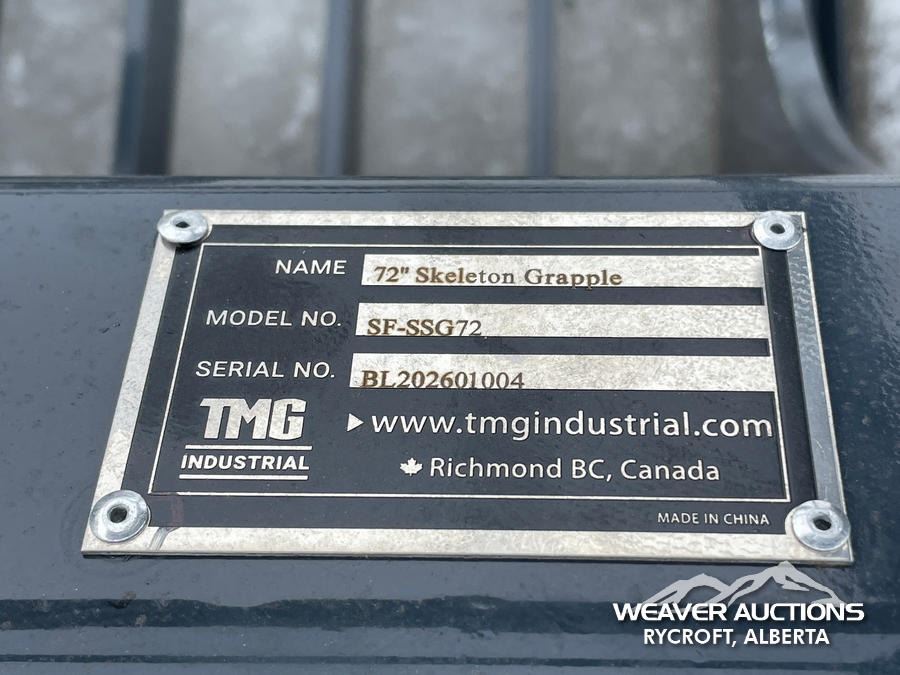 NAME 72" Skeleton Grapple
MODEL NO. SF-SSG72
SERIAL NO. BL202601004
TMG
INDUSTRIAL
www.tmgindustrial.com
Richmond BC, Canada
MADE IN CHINA
WEAVER AUCTIONS
RYCROFT, ALBERTA